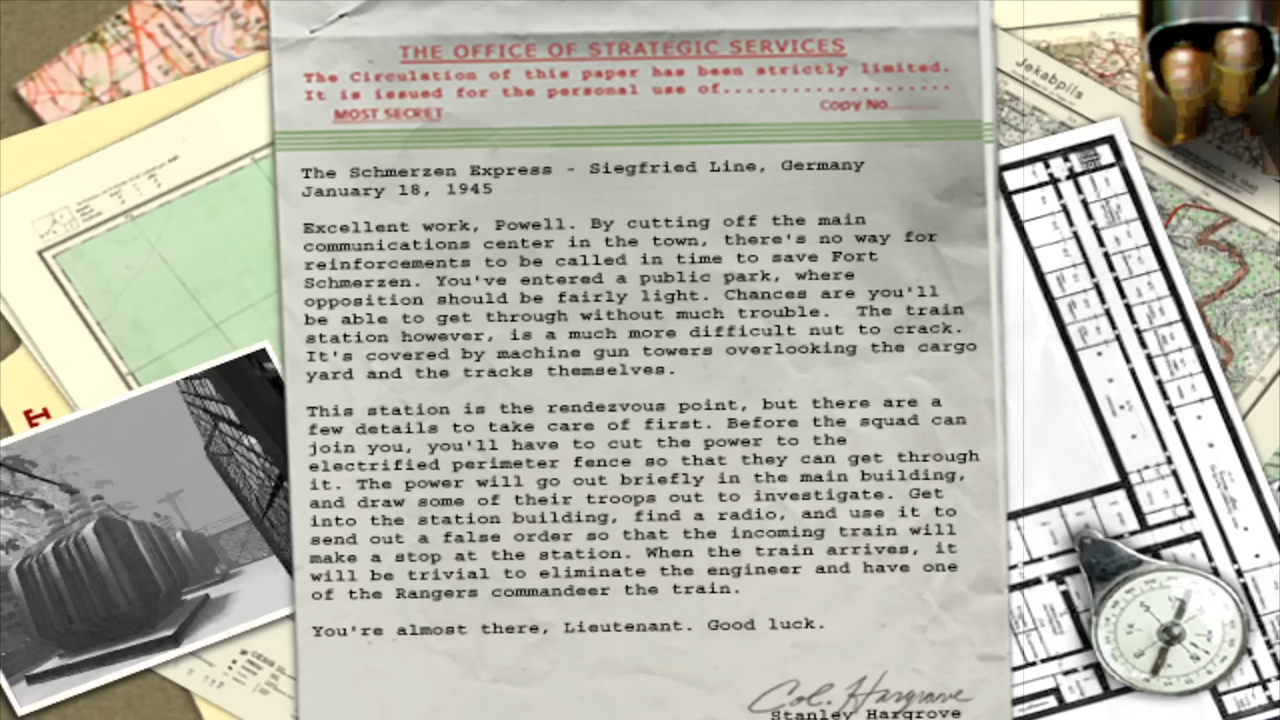 THE OFFICE OF STRATEGIC SERVICES
The Circulation of this paper has been strictly limited.
It is issued for the personal use of....................
MOST SECRET
Copy No.......
Jekabpils
The Schmerzen Express - Siegfried Line, Germany
January 18, 1945
Excellent work, Powell. By cutting off the main
communications center in the town, there's no way for
reinforcements to be called in time to save Fort
Schmerzen. You've entered a public park, where
opposition should be fairly light. Chances are you'll
be able to get through without much trouble.  The train
station however, is a much more difficult nut to crack.
It's covered by machine gun towers overlooking the cargo
yard and the tracks themselves.
This station is the rendezvous point, but there are a
few details to take care of first. Before the squad can
join you, you'll have to cut the power to the
electrified perimeter fence so that they can get through
it. The power will go out briefly in the main building,
and draw some of their troops out to investigate. Get
into the station building, find a radio, and use it to
send out a false order so that the incoming train will
make a stop at the station. When the train arrives, it
will be trivial to eliminate the engineer and have one
of the Rangers commandeer the train.
You're almost there, Lieutenant. Good luck.
Col. Hargrove
Stanley Hargrove